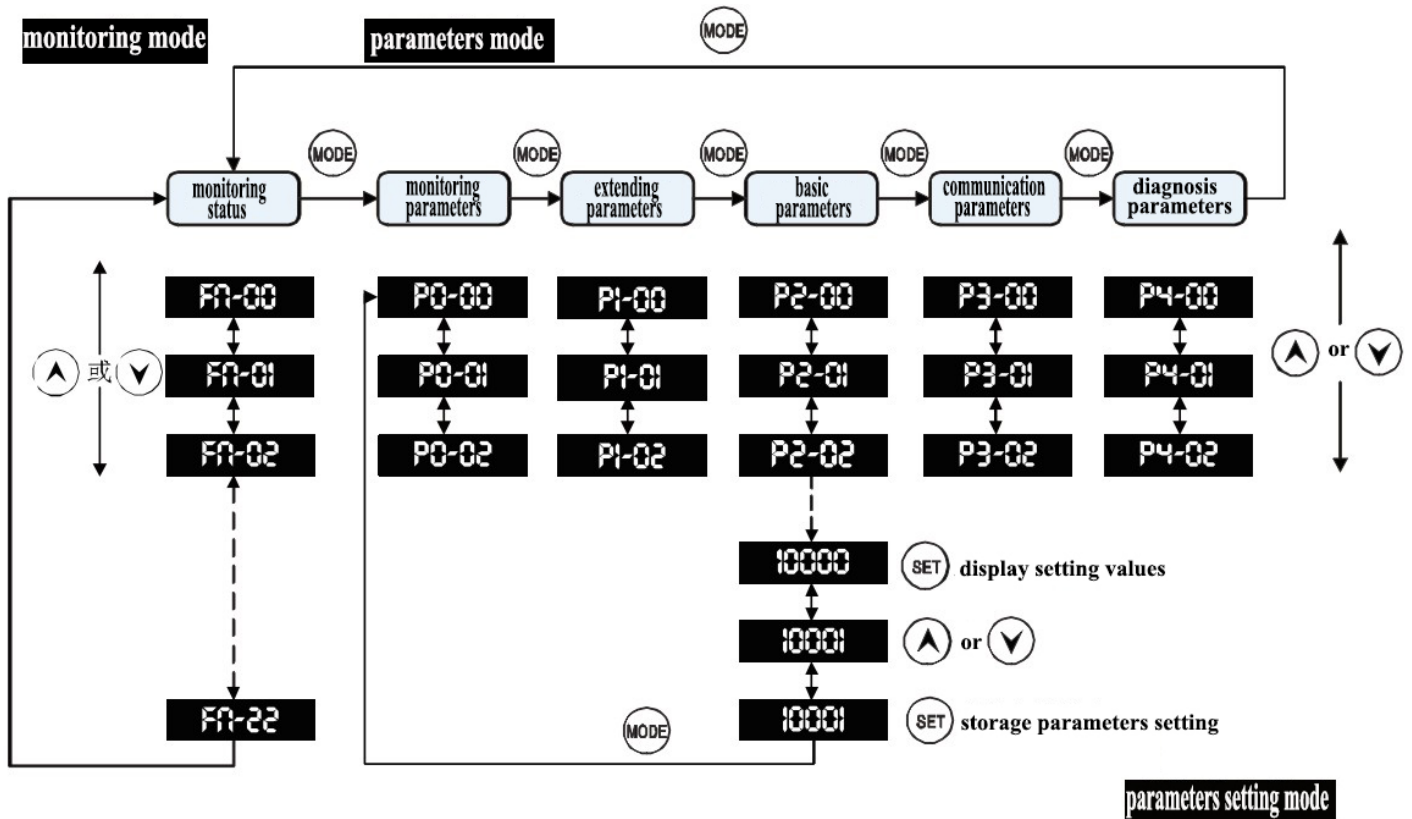 monitoring mode
parameters mode
MODE
MODE
MODE
MODE
MODE
MODE
monitoring
status
monitoring
parameters
extending
parameters
basic
parameters
communication
parameters
diagnosis
parameters
FN-00
P0-00
P1-00
P2-00
P3-00
P4-00
或
FN-01
P0-01
P1-01
P2-01
P3-01
P4-01
or
FN-02
P0-02
P1-02
P2-02
P3-02
P4-02
10000
SET display setting values
10001
or
FN-22
MODE
10001
SET storage parameters setting
parameters setting mode